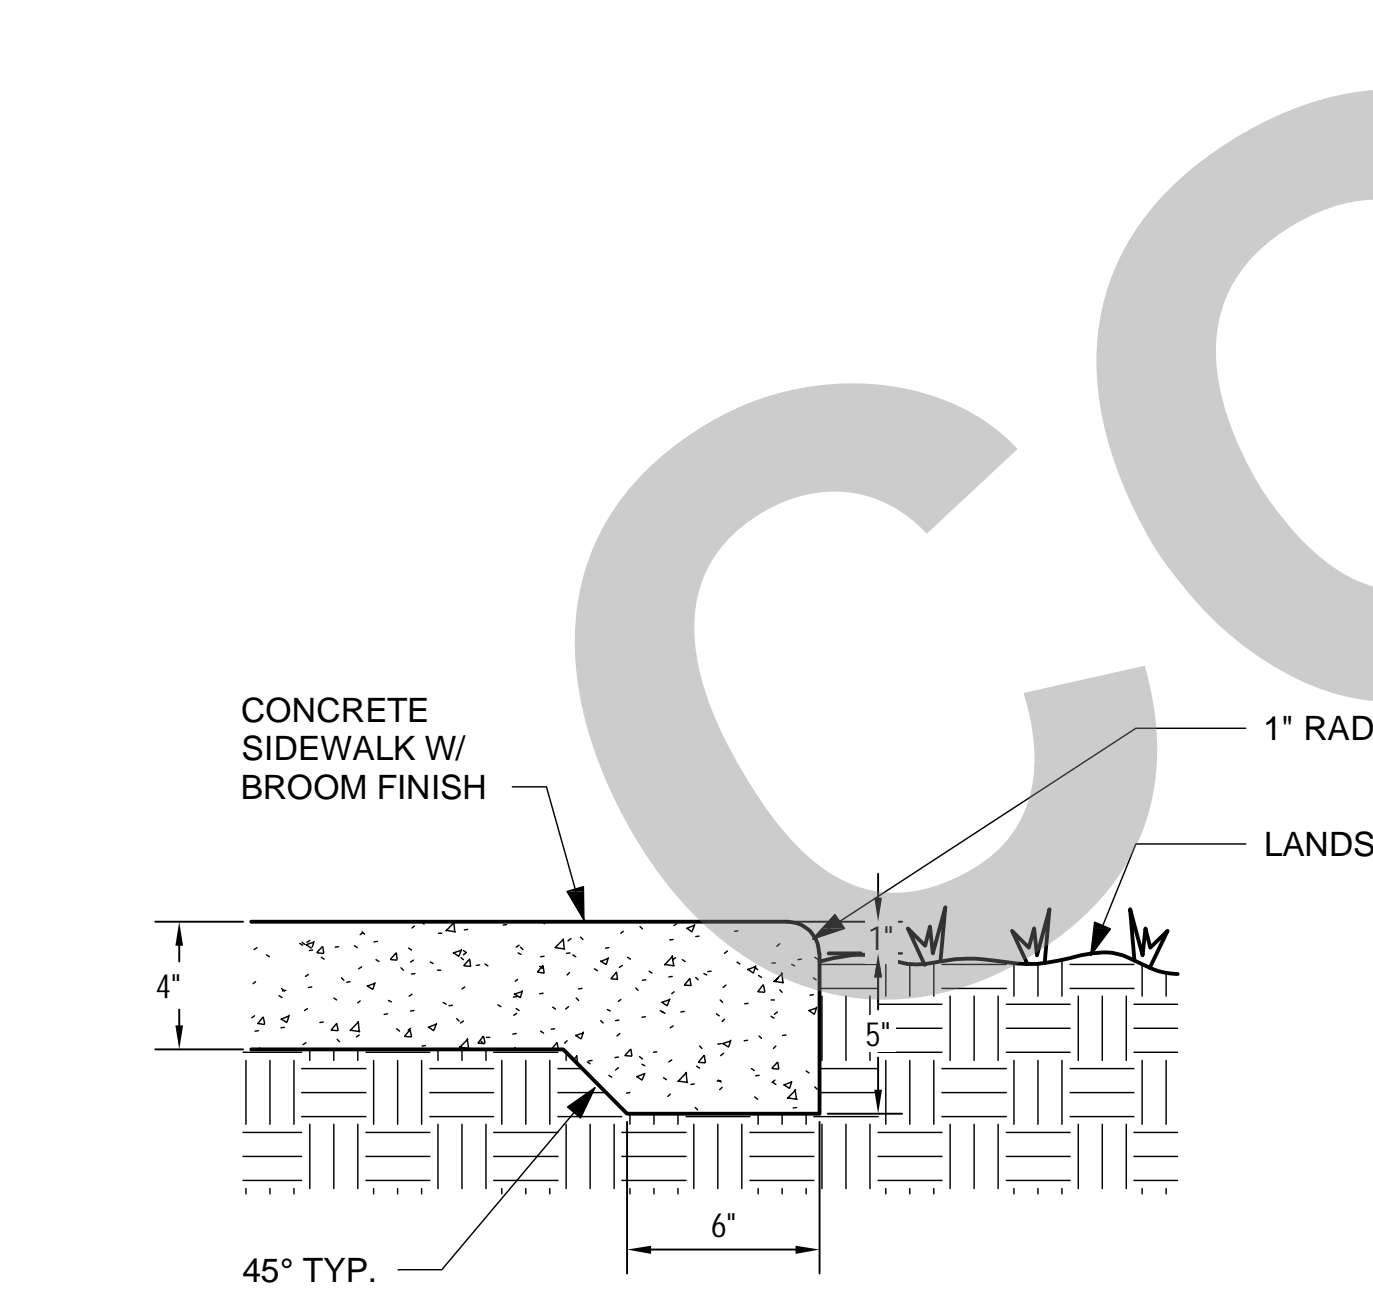 CONCRETE
SIDEWALK W/
BROOM FINISH
1" RAD
LANDS
1"
4"
5"
6"
45° TYP.